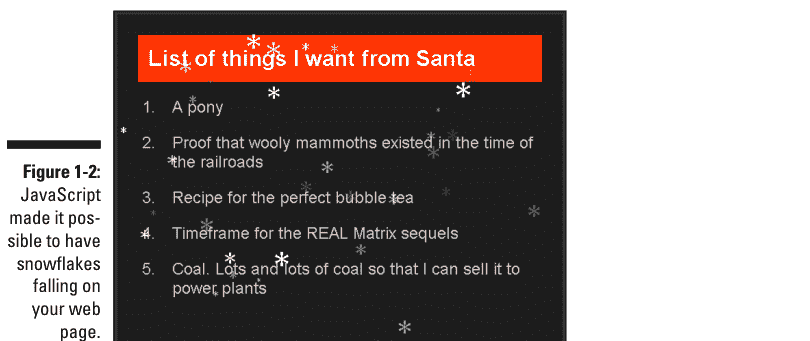 List of things I want from Santa
1. A pony
2. Proof that wooly mammoths existed in the time of
the railroads
3. Recipe for the perfect bubble tea
4. Timeframe for the REAL Matrix sequels
5. Coal. Lots and lots of coal so that I can sell it to
power plants
Figure 1-2:
JavaScript
made it pos-
sible to have
snowflakes
falling on
your web
page.